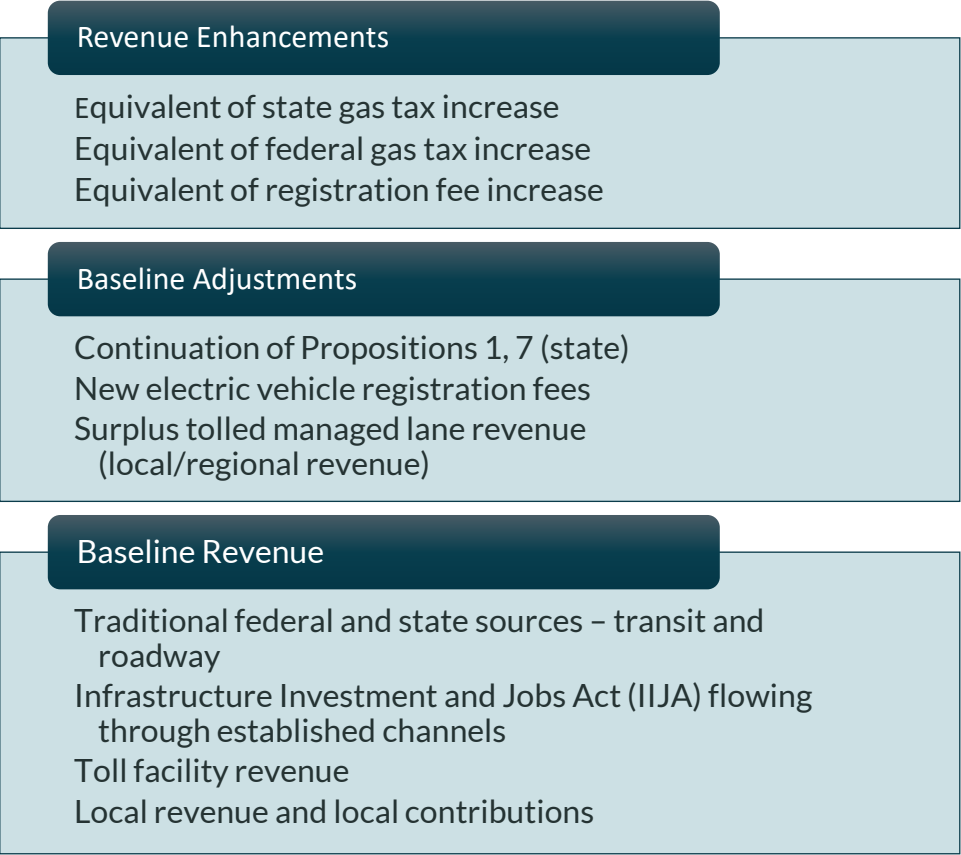 Revenue Enhancements
Equivalent of state gas tax increase
Equivalent of federal gas tax increase
Equivalent of registration fee increase
Baseline Adjustments
Continuation of Propositions 1, 7 (state)
New electric vehicle registration fees
Surplus tolled managed lane revenue
(local/regional revenue)
Baseline Revenue
Traditional federal and state sources – transit and
roadway
Infrastructure Investment and Jobs Act (IIJA) flowing
through established channels
Toll facility revenue
Local revenue and local contributions